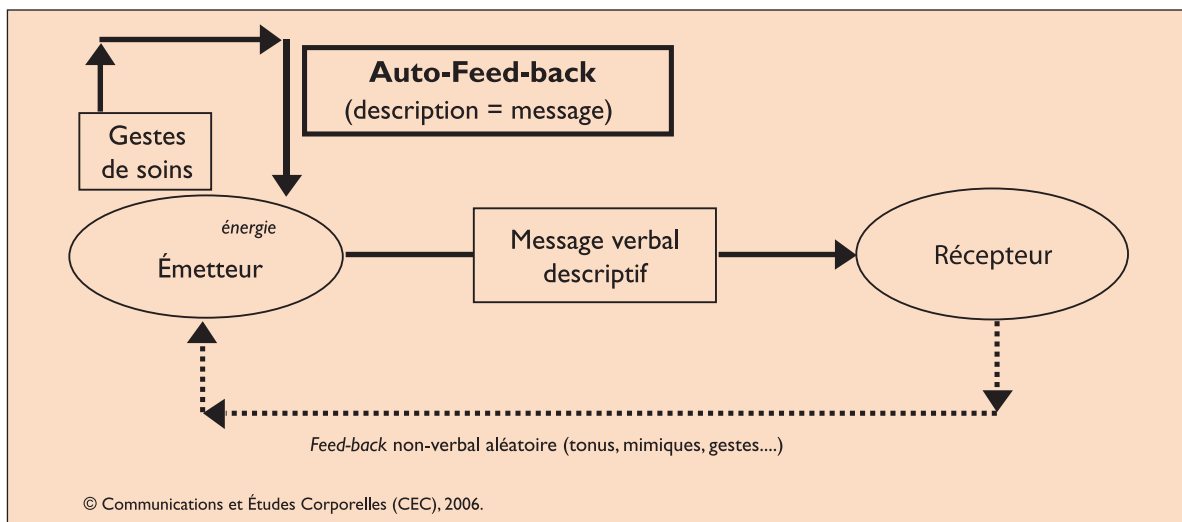 Auto-Feed-back
(description = message)
Gestes
de soins
énergie
Émetteur
Message verbal
descriptif
Récepteur
Feed-back non-verbal aléatoire (tonus, mimiques, gestes....)
© Communications et Études Corporelles (CEC), 2006.